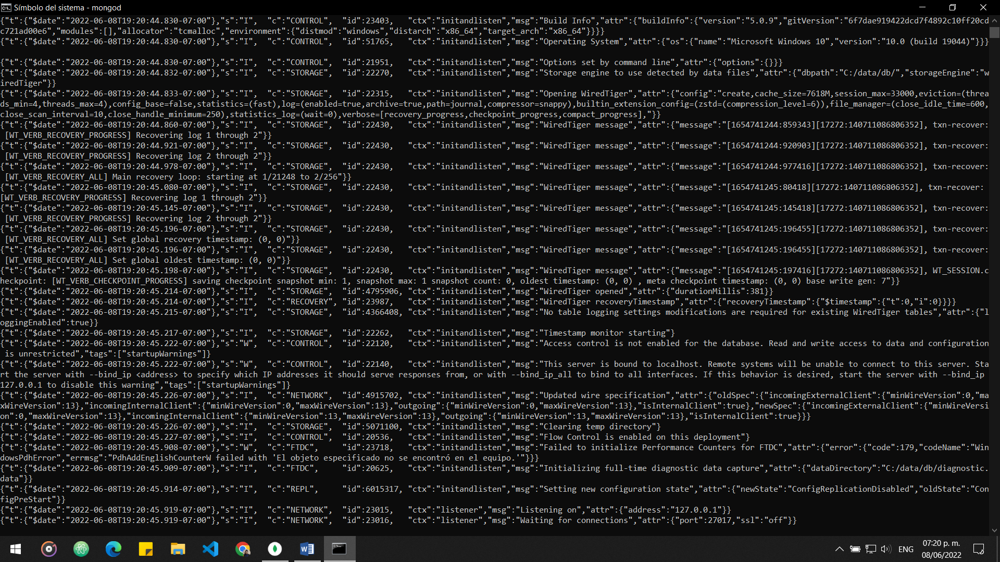 Símbolo del sistema - mongod
{"t":{"$date":"2022-06-08T19:20:44.830-07:00"},"s":"I",  "c":"CONTROL",  "id":23403,   "ctx":"initandlisten","msg":"Build Info","attr":{"buildInfo":{"version":"5.0.9","gitVersion":"6f7dae919422dcd7f4892c10ff20cd
c721ad00e6","modules":[],"allocator":"tcmalloc","environment":{"distmod":"windows","distarch":"x86_64","target_arch":"x86_64"}}}}
{"t":{"$date":"2022-06-08T19:20:44.830-07:00"},"s":"I",  "c":"CONTROL",  "id":51765,   "ctx":"initandlisten","msg":"Operating System","attr":{"os":{"name":"Microsoft Windows 10","version":"10.0 (build 19044)"}}}
{"t":{"$date":"2022-06-08T19:20:44.830-07:00"},"s":"I",  "c":"CONTROL",  "id":21951,   "ctx":"initandlisten","msg":"Options set by command line","attr":{"options":{}}}
{"t":{"$date":"2022-06-08T19:20:44.832-07:00"},"s":"I",  "c":"STORAGE",  "id":22270,   "ctx":"initandlisten","msg":"Storage engine to use detected by data files","attr":{"dbpath":"C:/data/db/","storageEngine":"w
iredTiger"}}
{"t":{"$date":"2022-06-08T19:20:44.833-07:00"},"s":"I",  "c":"STORAGE",  "id":22315,   "ctx":"initandlisten","msg":"Opening WiredTiger","attr":{"config":"create,cache_size=7618M,session_max=33000,eviction=(threa
ds_min=4,threads_max=4),config_base=false,statistics=(fast),log=(enabled=true,archive=true,path=journal,compressor=snappy),builtin_extension_config=(zstd=(compression_level=6)),file_manager=(close_idle_time=600,
close_scan_interval=10,close_handle_minimum=250),statistics_log=(wait=0),verbose=[recovery_progress,checkpoint_progress,compact_progress],"}}
{"t":{"$date":"2022-06-08T19:20:44.860-07:00"},"s":"I",  "c":"STORAGE",  "id":22430,   "ctx":"initandlisten","msg":"WiredTiger message","attr":{"message":"[1654741244:859343][17272:140711086806352], txn-recover:
 [WT_VERB_RECOVERY_PROGRESS] Recovering log 1 through 2"}}
{"t":{"$date":"2022-06-08T19:20:44.921-07:00"},"s":"I",  "c":"STORAGE",  "id":22430,   "ctx":"initandlisten","msg":"WiredTiger message","attr":{"message":"[1654741244:920903][17272:140711086806352], txn-recover:
 [WT_VERB_RECOVERY_PROGRESS] Recovering log 2 through 2"}}
{"t":{"$date":"2022-06-08T19:20:44.978-07:00"},"s":"I",  "c":"STORAGE",  "id":22430,   "ctx":"initandlisten","msg":"WiredTiger message","attr":{"message":"[1654741244:977416][17272:140711086806352], txn-recover:
 [WT_VERB_RECOVERY_ALL] Main recovery loop: starting at 1/21248 to 2/256"}}
{"t":{"$date":"2022-06-08T19:20:45.080-07:00"},"s":"I",  "c":"STORAGE",  "id":22430,   "ctx":"initandlisten","msg":"WiredTiger message","attr":{"message":"[1654741245:80418][17272:140711086806352], txn-recover:
[WT_VERB_RECOVERY_PROGRESS] Recovering log 1 through 2"}}
{"t":{"$date":"2022-06-08T19:20:45.145-07:00"},"s":"I",  "c":"STORAGE",  "id":22430,   "ctx":"initandlisten","msg":"WiredTiger message","attr":{"message":"[1654741245:145418][17272:140711086806352], txn-recover:
 [WT_VERB_RECOVERY_PROGRESS] Recovering log 2 through 2"}}
{"t":{"$date":"2022-06-08T19:20:45.196-07:00"},"s":"I",  "c":"STORAGE",  "id":22430,   "ctx":"initandlisten","msg":"WiredTiger message","attr":{"message":"[1654741245:196455][17272:140711086806352], txn-recover:
 [WT_VERB_RECOVERY_ALL] Set global recovery timestamp: (0, 0)"}}
{"t":{"$date":"2022-06-08T19:20:45.196-07:00"},"s":"I",  "c":"STORAGE",  "id":22430,   "ctx":"initandlisten","msg":"WiredTiger message","attr":{"message":"[1654741245:196455][17272:140711086806352], txn-recover:
 [WT_VERB_RECOVERY_ALL] Set global oldest timestamp: (0, 0)"}}
{"t":{"$date":"2022-06-08T19:20:45.198-07:00"},"s":"I",  "c":"STORAGE",  "id":22430,   "ctx":"initandlisten","msg":"WiredTiger message","attr":{"message":"[1654741245:197416][17272:140711086806352], WT_SESSION.c
heckpoint: [WT_VERB_CHECKPOINT_PROGRESS] saving checkpoint snapshot min: 1, snapshot max: 1 snapshot count: 0, oldest timestamp: (0, 0) , meta checkpoint timestamp: (0, 0) base write gen: 7"}}
{"t":{"$date":"2022-06-08T19:20:45.214-07:00"},"s":"I",  "c":"STORAGE",  "id":4795906, "ctx":"initandlisten","msg":"WiredTiger opened","attr":{"durationMillis":381}}
{"t":{"$date":"2022-06-08T19:20:45.214-07:00"},"s":"I",  "c":"RECOVERY", "id":23987,   "ctx":"initandlisten","msg":"WiredTiger recoveryTimestamp","attr":{"recoveryTimestamp":{"$timestamp":{"t":0,"i":0}}}}
{"t":{"$date":"2022-06-08T19:20:45.215-07:00"},"s":"I",  "c":"STORAGE",  "id":4366408, "ctx":"initandlisten","msg":"No table logging settings modifications are required for existing WiredTiger tables","attr":{"l
oggingEnabled":true}}
{"t":{"$date":"2022-06-08T19:20:45.217-07:00"},"s":"I",  "c":"STORAGE",  "id":22262,   "ctx":"initandlisten","msg":"Timestamp monitor starting"}
{"t":{"$date":"2022-06-08T19:20:45.222-07:00"},"s":"W",  "c":"CONTROL",  "id":22120,   "ctx":"initandlisten","msg":"Access control is not enabled for the database. Read and write access to data and configuration
 is unrestricted","tags":["startupWarnings"]}
{"t":{"$date":"2022-06-08T19:20:45.222-07:00"},"s":"W",  "c":"CONTROL",  "id":22140,   "ctx":"initandlisten","msg":"This server is bound to localhost. Remote systems will be unable to connect to this server. Sta
rt the server with --bind_ip <address> to specify which IP addresses it should serve responses from, or with --bind_ip_all to bind to all interfaces. If this behavior is desired, start the server with --bind_ip
127.0.0.1 to disable this warning","tags":["startupWarnings"]}
{"t":{"$date":"2022-06-08T19:20:45.226-07:00"},"s":"I",  "c":"NETWORK",  "id":4915702, "ctx":"initandlisten","msg":"Updated wire specification","attr":{"oldSpec":{"incomingExternalClient":{"minWireVersion":0,"ma
xWireVersion":13},"incomingInternalClient":{"minWireVersion":0,"maxWireVersion":13},"outgoing":{"minWireVersion":0,"maxWireVersion":13},"isInternalClient":true},"newSpec":{"incomingExternalClient":{"minWireVersi
on":0,"maxWireVersion":13},"incomingInternalClient":{"minWireVersion":13,"maxWireVersion":13},"outgoing":{"minWireVersion":13,"maxWireVersion":13},"isInternalClient":true}}}
{"t":{"$date":"2022-06-08T19:20:45.226-07:00"},"s":"I",  "c":"STORAGE",  "id":5071100, "ctx":"initandlisten","msg":"Clearing temp directory"}
{"t":{"$date":"2022-06-08T19:20:45.227-07:00"},"s":"I",  "c":"CONTROL",  "id":20536,   "ctx":"initandlisten","msg":"Flow Control is enabled on this deployment"}
{"t":{"$date":"2022-06-08T19:20:45.908-07:00"},"s":"W",  "c":"FTDC",     "id":23718,   "ctx":"initandlisten","msg":"Failed to initialize Performance Counters for FTDC","attr":{"error":{"code":179,"codeName":"Win
dowsPdhError","errmsg":"PdhAddEnglishCounterW failed with 'El objeto especificado no se encontró en el equipo.'"}}}
{"t":{"$date":"2022-06-08T19:20:45.909-07:00"},"s":"I",  "c":"FTDC",     "id":20625,   "ctx":"initandlisten","msg":"Initializing full-time diagnostic data capture","attr":{"dataDirectory":"C:/data/db/diagnostic.
data"}}
{"t":{"$date":"2022-06-08T19:20:45.914-07:00"},"s":"I",  "c":"REPL",     "id":6015317, "ctx":"initandlisten","msg":"Setting new configuration state","attr":{"newState":"ConfigReplicationDisabled","oldState":"Con
figPreStart"}}
{"t":{"$date":"2022-06-08T19:20:45.919-07:00"},"s":"I",  "c":"NETWORK",  "id":23015,   "ctx":"listener","msg":"Listening on","attr":{"address":"127.0.0.1"}}
{"t":{"$date":"2022-06-08T19:20:45.919-07:00"},"s":"I",  "c":"NETWORK",  "id":23016,   "ctx":"listener","msg":"Waiting for connections","attr":{"port":27017,"ssl":"off"}}
ENG
07:20 p. m.
08/06/2022